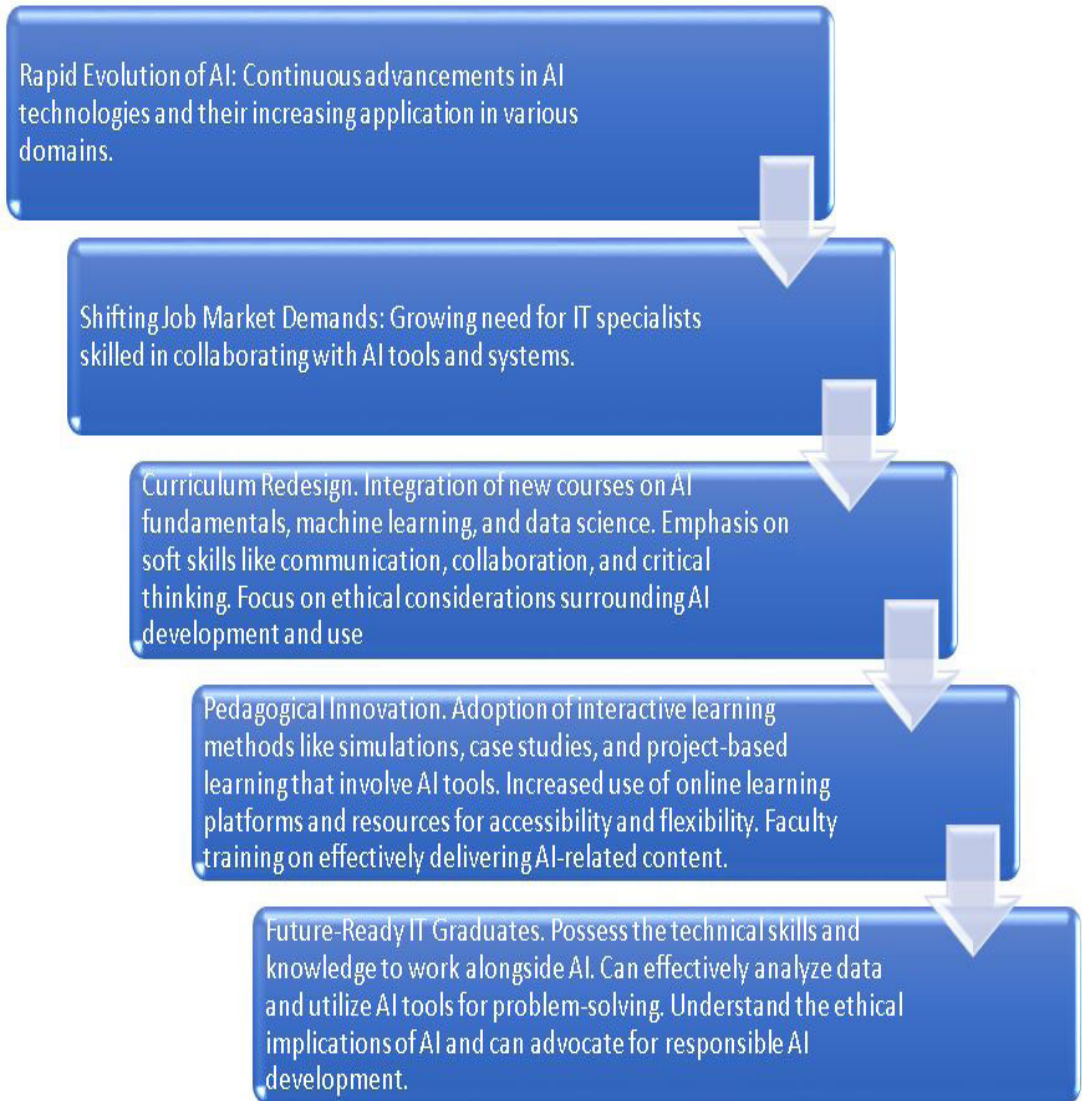 Rapid Evolution of AI: Continuous advancements in AI
technologies and their increasing application in various
domains.
Shifting Job Market Demands: Growing need for IT specialists
skilled in collaborating with AI tools and systems.
Curriculum Redesign. Integration of new courses on AI
fundamentals, machine learning, and data science. Emphasis on
soft skills like communication, collaboration, and critical
thinking. Focus on ethical considerations surrounding AI
development and use
Pedagogical Innovation. Adoption of interactive learning
methods like simulations, case studies, and project-based
learning that involve AI tools. Increased use of online learning
platforms and resources for accessibility and flexibility. Faculty
training on effectively delivering AI-related content.
Future-Ready IT Graduates. Possess the technical skills and
knowledge to work alongside AI. Can effectively analyze data
and utilize AI tools for problem-solving. Understand the ethical
implications of AI and can advocate for responsible AI
development.